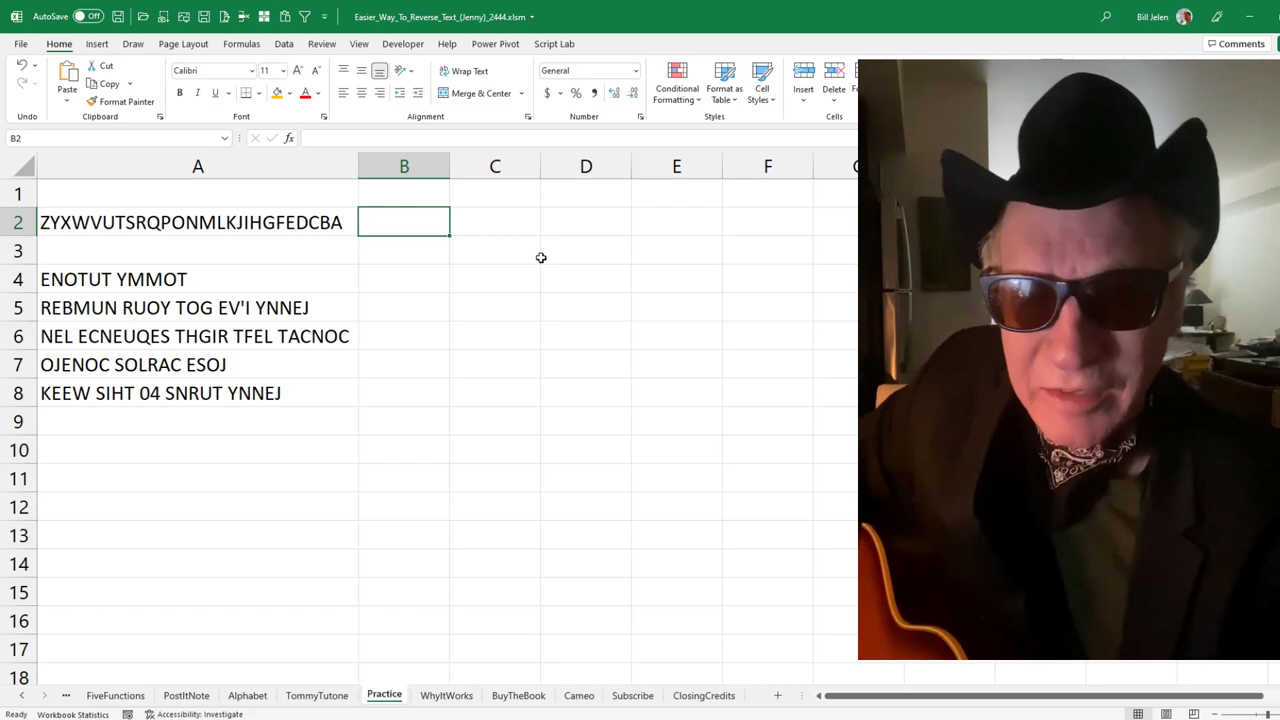 AutoSave Off Easier_Way_To_Reverse_Text_(Jenny)_2444.xlsm Bill Jelen
File Home Insert Draw Page Layout Formulas Data Review View Developer Help Power Pivot Script Lab Comments
Paste Cut Copy Format Painter
Calibri 11
B I U
Wrap Text
Merge & Center
General
$ % ,
Conditional Formatting
Format as Table
Cell Styles
Insert
Delete
Undo Clipboard Font Alignment Number Styles
B2 fx
A B C D E F
1
2 ZYXWVUTSRQPONMLKJIHGFEDCBA
3
4 ENOTUT YMMOT
5 REBMUN RUOY TOG EV'I YNNEJ
6 NEL ECNEUQES THGIR TFEL TACNOC
7 OJENOC SOLRAC ESOJ
8 KEEW SIHT 04 SNRUT YNNEJ
9
10
11
12
13
14
15
16
17
18
... FiveFunctions PostItNote Alphabet TommyTutone Practice WhyItWorks BuyTheBook Cameo Subscribe ClosingCredits
Ready Workbook Statistics Accessibility: Investigate